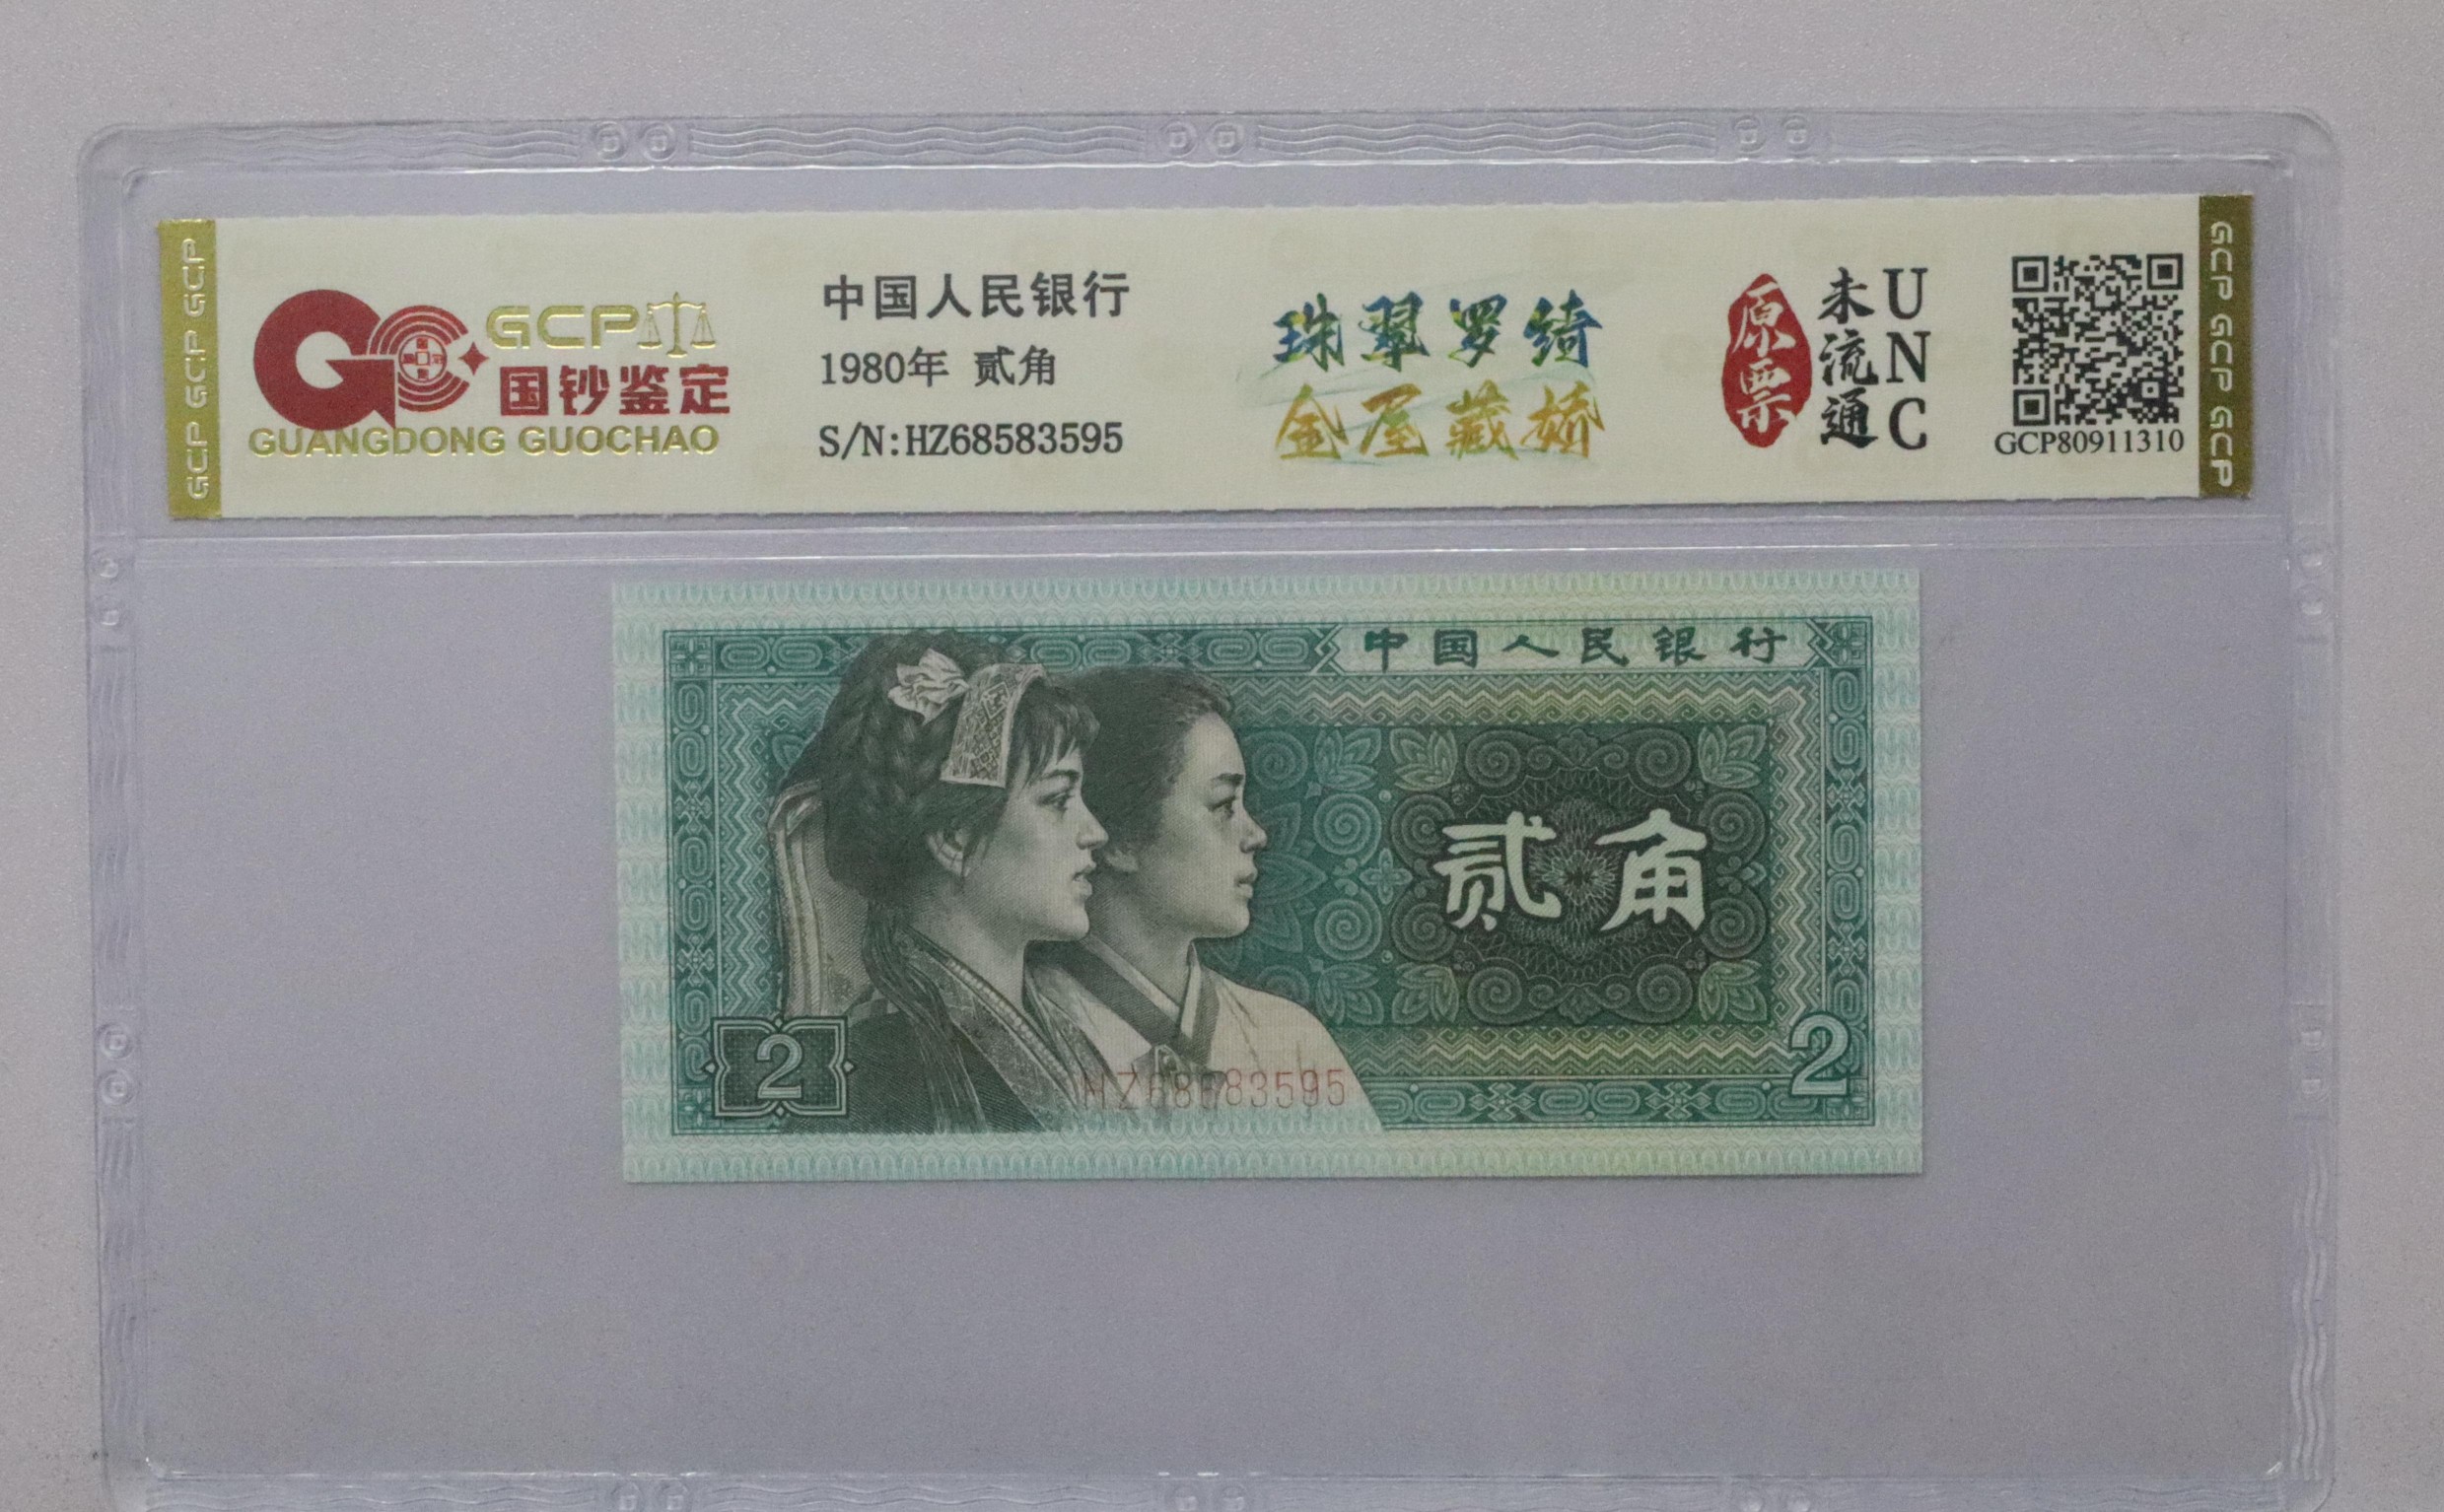 GCP GCP GCP
GCP
国钞鉴定
GUANGDONG GUOCHAO
中国人民银行
1980年 贰角
S/N:HZ68583595
珠翠罗绮
金屋藏娇
原票
未流通
UNC
GCP80911310
GCP GCP GCP
中国人民银行
贰角
2
HZ68583595
2